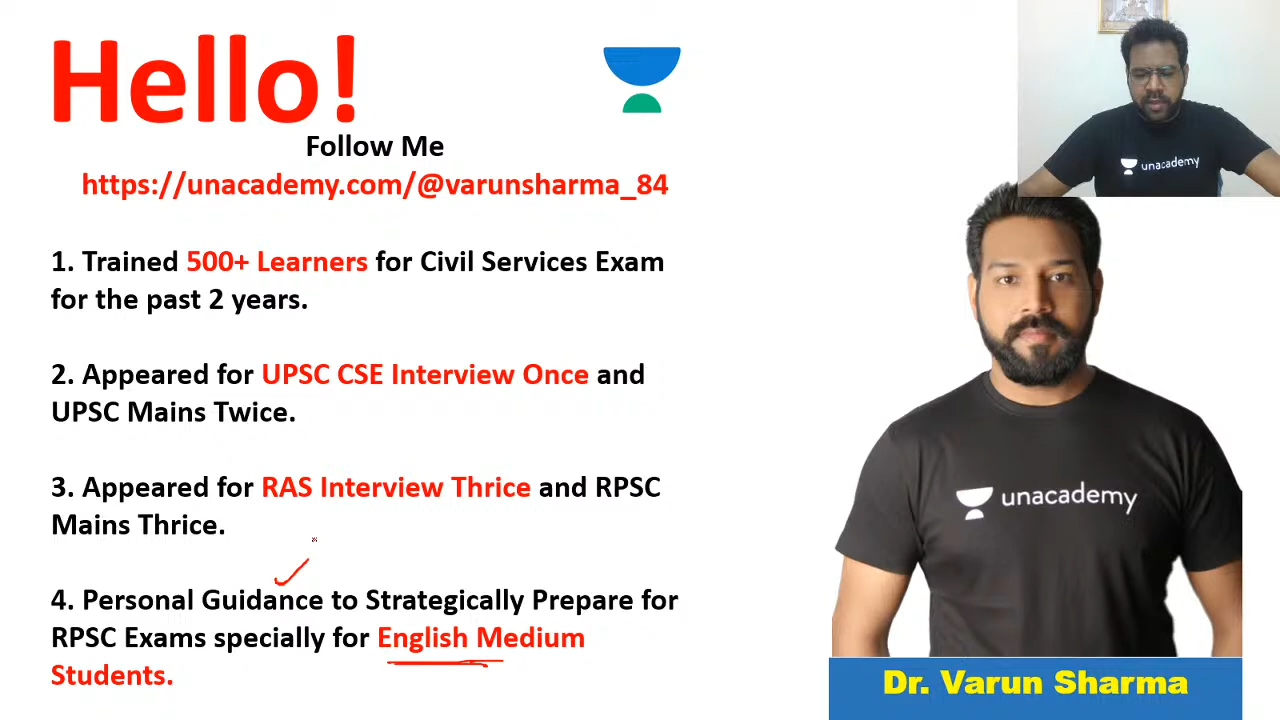 Hello!
Follow Me
https://unacademy.com/@varunsharma_84
1. Trained 500+ Learners for Civil Services Exam
for the past 2 years.
2. Appeared for UPSC CSE Interview Once and
UPSC Mains Twice.
3. Appeared for RAS Interview Thrice and RPSC
Mains Thrice.
4. Personal Guidance to Strategically Prepare for
RPSC Exams specially for English Medium
Students.
unacademy
unacademy
Dr. Varun Sharma